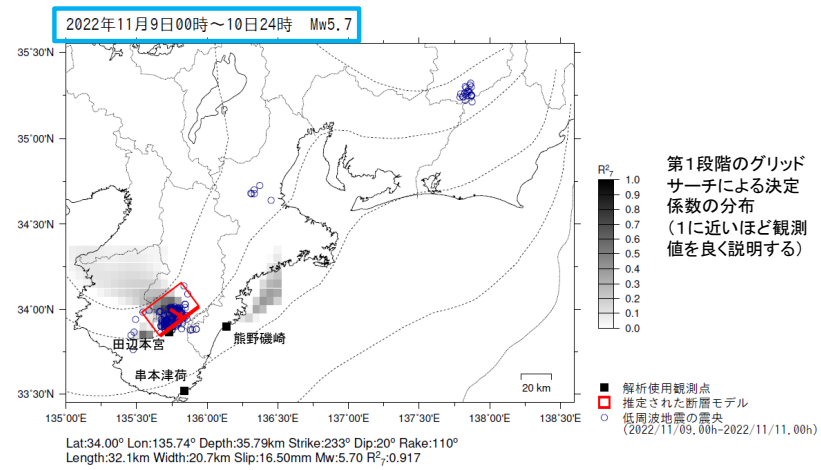 2022年11月9日00時～10日24時　Mw5.7
35°30'N
35°00'N
34°30'N
34°00'N
33°30'N
135°00'E
135°30'E
136°00'E
136°30'E
137°00'E
137°30'E
138°00'E
138°30'E
田辺本宮
熊野磯崎
串本津荷
20 km
R²₇
1.0
0.9
0.8
0.7
0.6
0.5
0.4
0.3
0.2
0.1
0.0
第１段階のグリッド
サーチによる決定
係数の分布
（１に近いほど観測
値を良く説明する）
解析使用観測点
推定された断層モデル
低周波地震の震央
(2022/11/09.00h-2022/11/11.00h)
Lat:34.00° Lon:135.74° Depth:35.79km Strike:233° Dip:20° Rake:110°
Length:32.1km Width:20.7km Slip:16.50mm Mw:5.70 R²₇:0.917